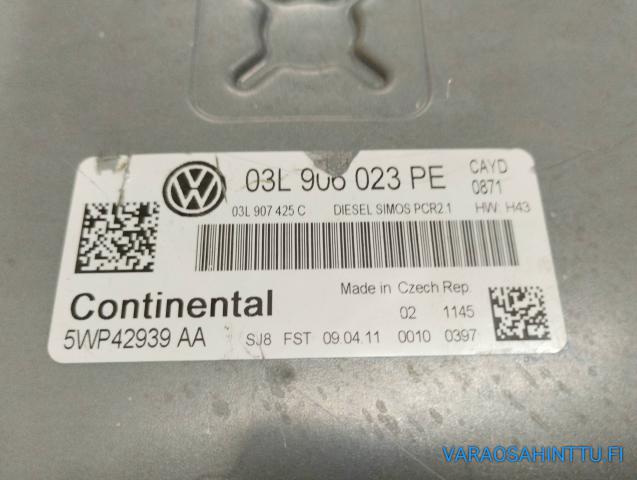 03L 906 023 PE
CAYD
0871
03L 907 425 C DIESEL SIMOS PCR2.1 HW: H43
Continental
Made in Czech Rep.
02 1145
5WP42939 AA
SJ8 FST 09.04.11 0010 0397
VARAOSAHINTTU.FI